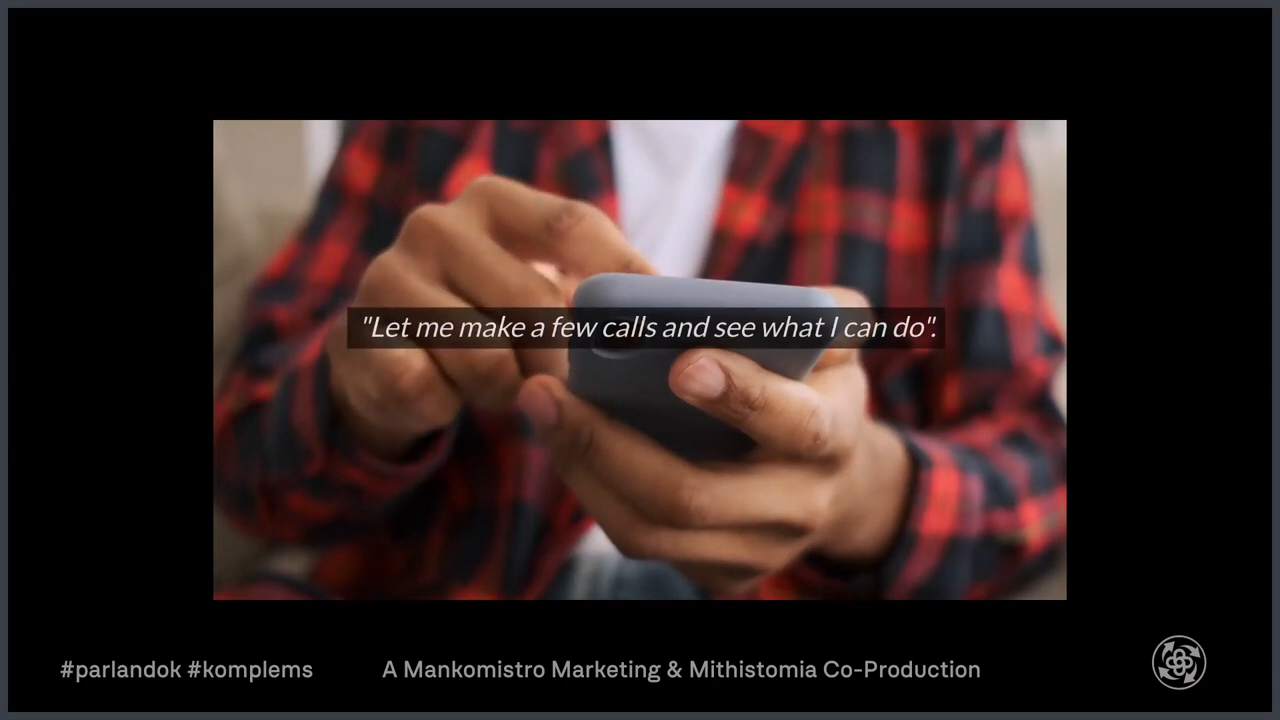 "Let me make a few calls and see what I can do".
#parlandok #komplems
A Mankomistro Marketing & Mithistomia Co-Production